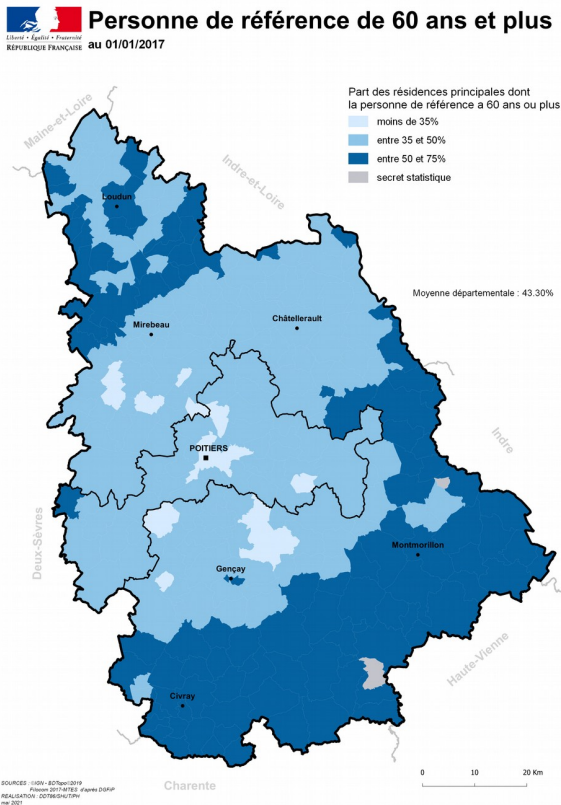 Personne de référence de 60 ans et plus
Liberté • Égalité • Fraternité
RÉPUBLIQUE FRANÇAISE
au 01/01/2017
Part des résidences principales dont
la personne de référence a 60 ans ou plus
moins de 35%
entre 35 et 50%
entre 50 et 75%
secret statistique
Maine-et-Loire
Indre-et-Loire
Loudun
Moyenne départementale : 43.30%
Mirebeau
Châtellerault
POITIERS
Indre
Deux-Sèvres
Montmorillon
Gençay
Haute-Vienne
Civray
Charente
0 10 20 Km
SOURCES : ©IGN - BDTopo©2019
Filocom 2017-MTES d'après DGFiP
REALISATION : DDT86/SHUT/PH
mai 2021